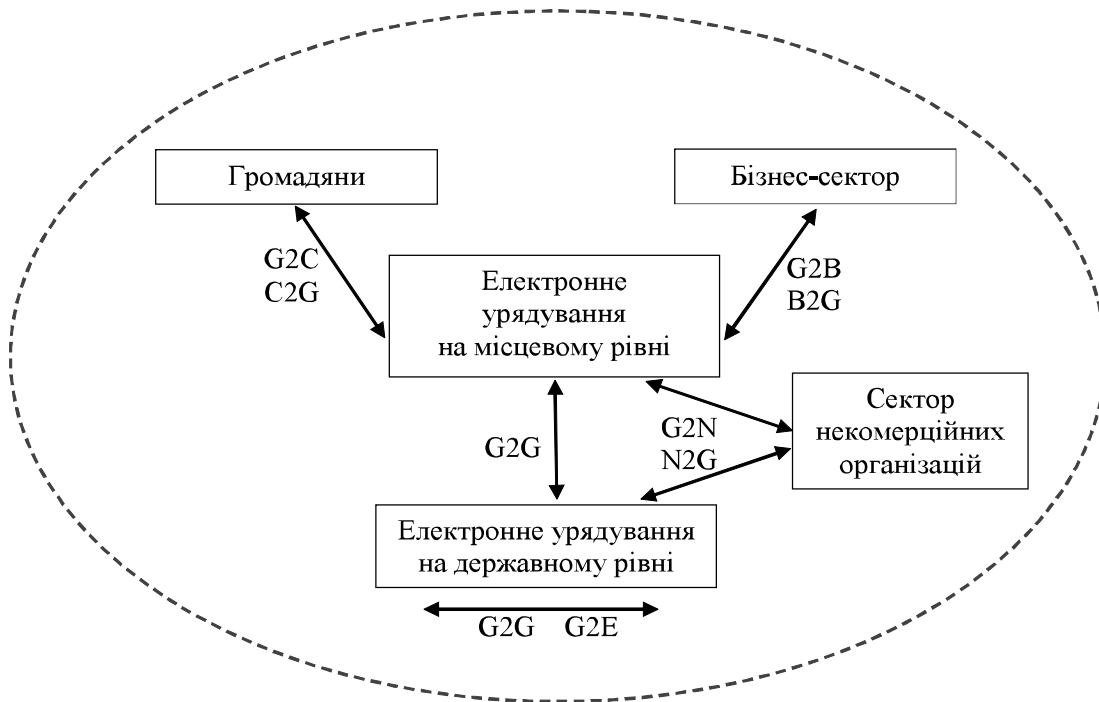 Громадяни
Бізнес-сектор
G2C
C2G
Електронне
урядування
на місцевому рівні
G2B
B2G
G2G
G2N
N2G
Сектор
некомерційних
організацій
Електронне урядування
на державному рівні
G2G G2E